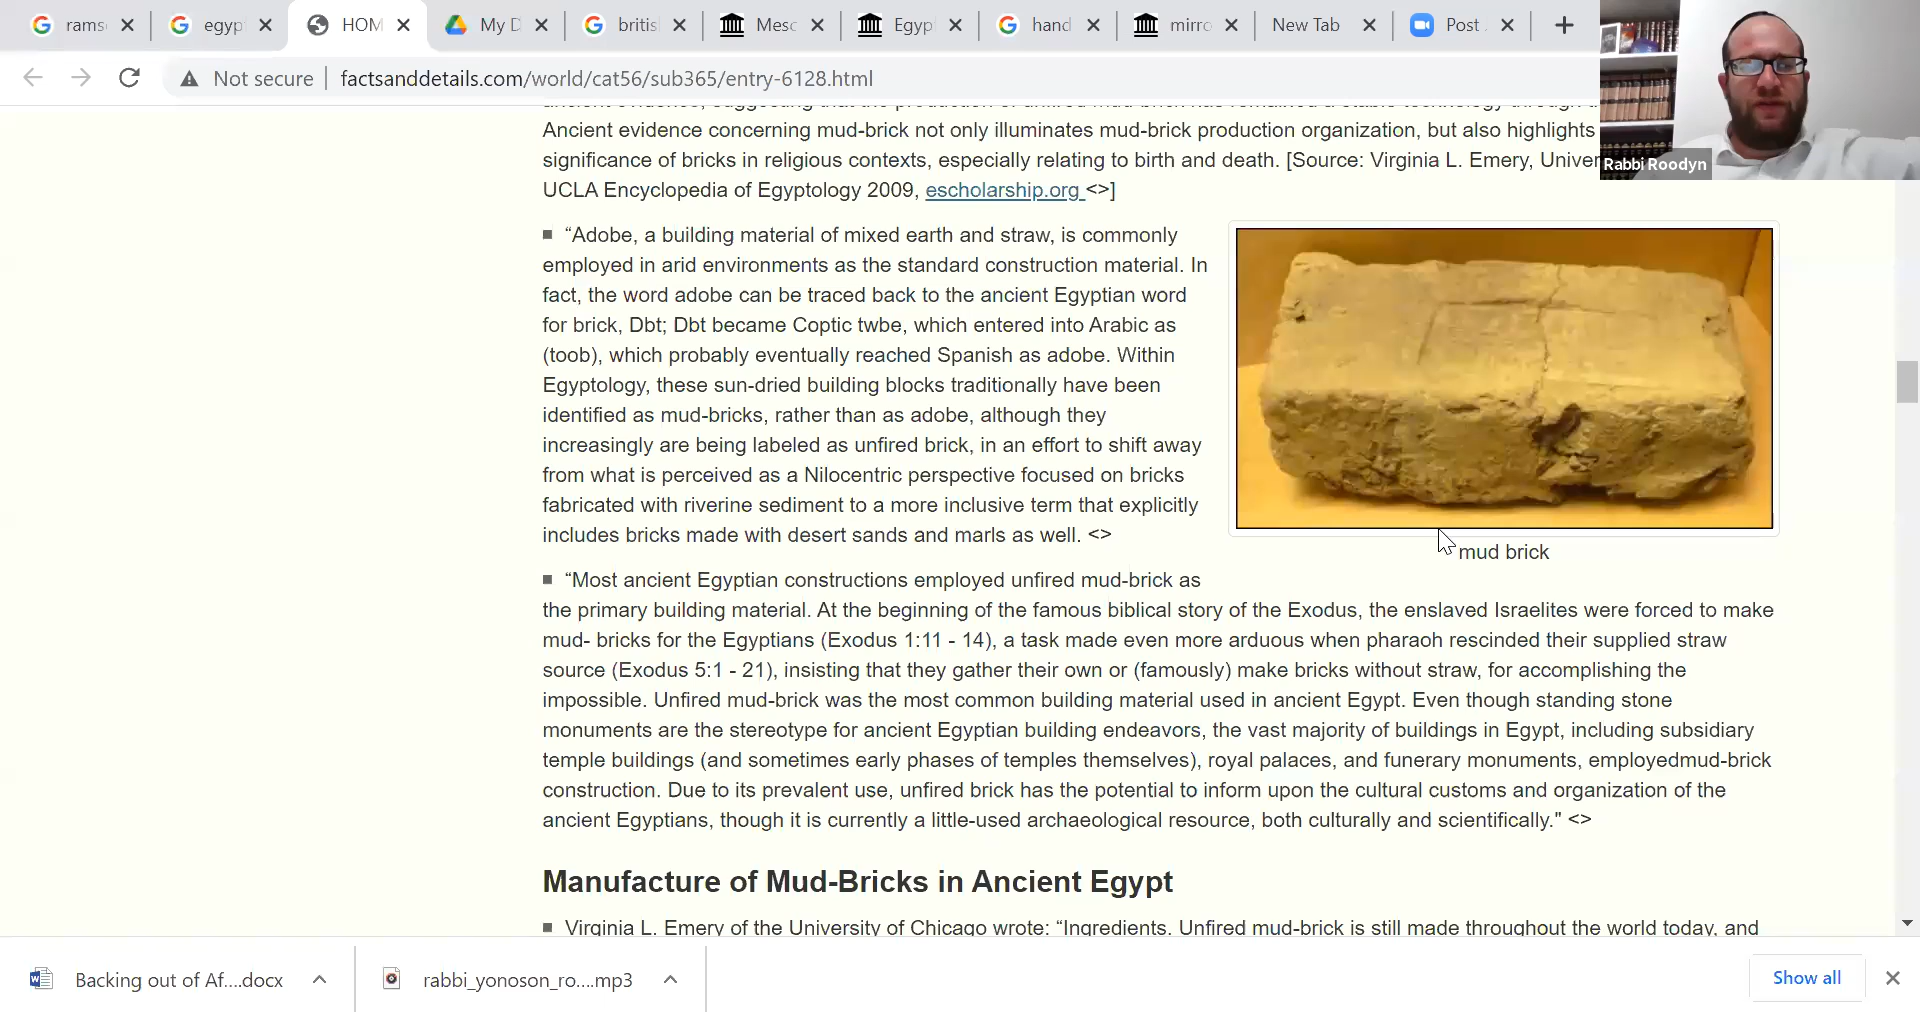 rams
egyp
HOM
My D
britis
Mesc
Egyp
hand
mirro
New Tab
Post
Not secure
factsanddetails.com/world/cat56/sub365/entry-6128.html
Rabbi Roodyn
Ancient evidence concerning mud-brick not only illuminates mud-brick production organization, but also highlights
significance of bricks in religious contexts, especially relating to birth and death. [Source: Virginia L. Emery, Univer
UCLA Encyclopedia of Egyptology 2009, escholarship.org <>]
■ “Adobe, a building material of mixed earth and straw, is commonly
employed in arid environments as the standard construction material. In
fact, the word adobe can be traced back to the ancient Egyptian word
for brick, Dbt; Dbt became Coptic twbe, which entered into Arabic as
(toob), which probably eventually reached Spanish as adobe. Within
Egyptology, these sun-dried building blocks traditionally have been
identified as mud-bricks, rather than as adobe, although they
increasingly are being labeled as unfired brick, in an effort to shift away
from what is perceived as a Nilocentric perspective focused on bricks
fabricated with riverine sediment to a more inclusive term that explicitly
includes bricks made with desert sands and marls as well. <>
mud brick
■ “Most ancient Egyptian constructions employed unfired mud-brick as
the primary building material. At the beginning of the famous biblical story of the Exodus, the enslaved Israelites were forced to make
mud- bricks for the Egyptians (Exodus 1:11 - 14), a task made even more arduous when pharaoh rescinded their supplied straw
source (Exodus 5:1 - 21), insisting that they gather their own or (famously) make bricks without straw, for accomplishing the
impossible. Unfired mud-brick was the most common building material used in ancient Egypt. Even though standing stone
monuments are the stereotype for ancient Egyptian building endeavors, the vast majority of buildings in Egypt, including subsidiary
temple buildings (and sometimes early phases of temples themselves), royal palaces, and funerary monuments, employedmud-brick
construction. Due to its prevalent use, unfired brick has the potential to inform upon the cultural customs and organization of the
ancient Egyptians, though it is currently a little-used archaeological resource, both culturally and scientifically." <>
Manufacture of Mud-Bricks in Ancient Egypt
■ Virginia L. Emery of the University of Chicago wrote: “Ingredients. Unfired mud-brick is still made throughout the world today, and
Backing out of Af....docx
rabbi_yonoson_ro....mp3
Show all